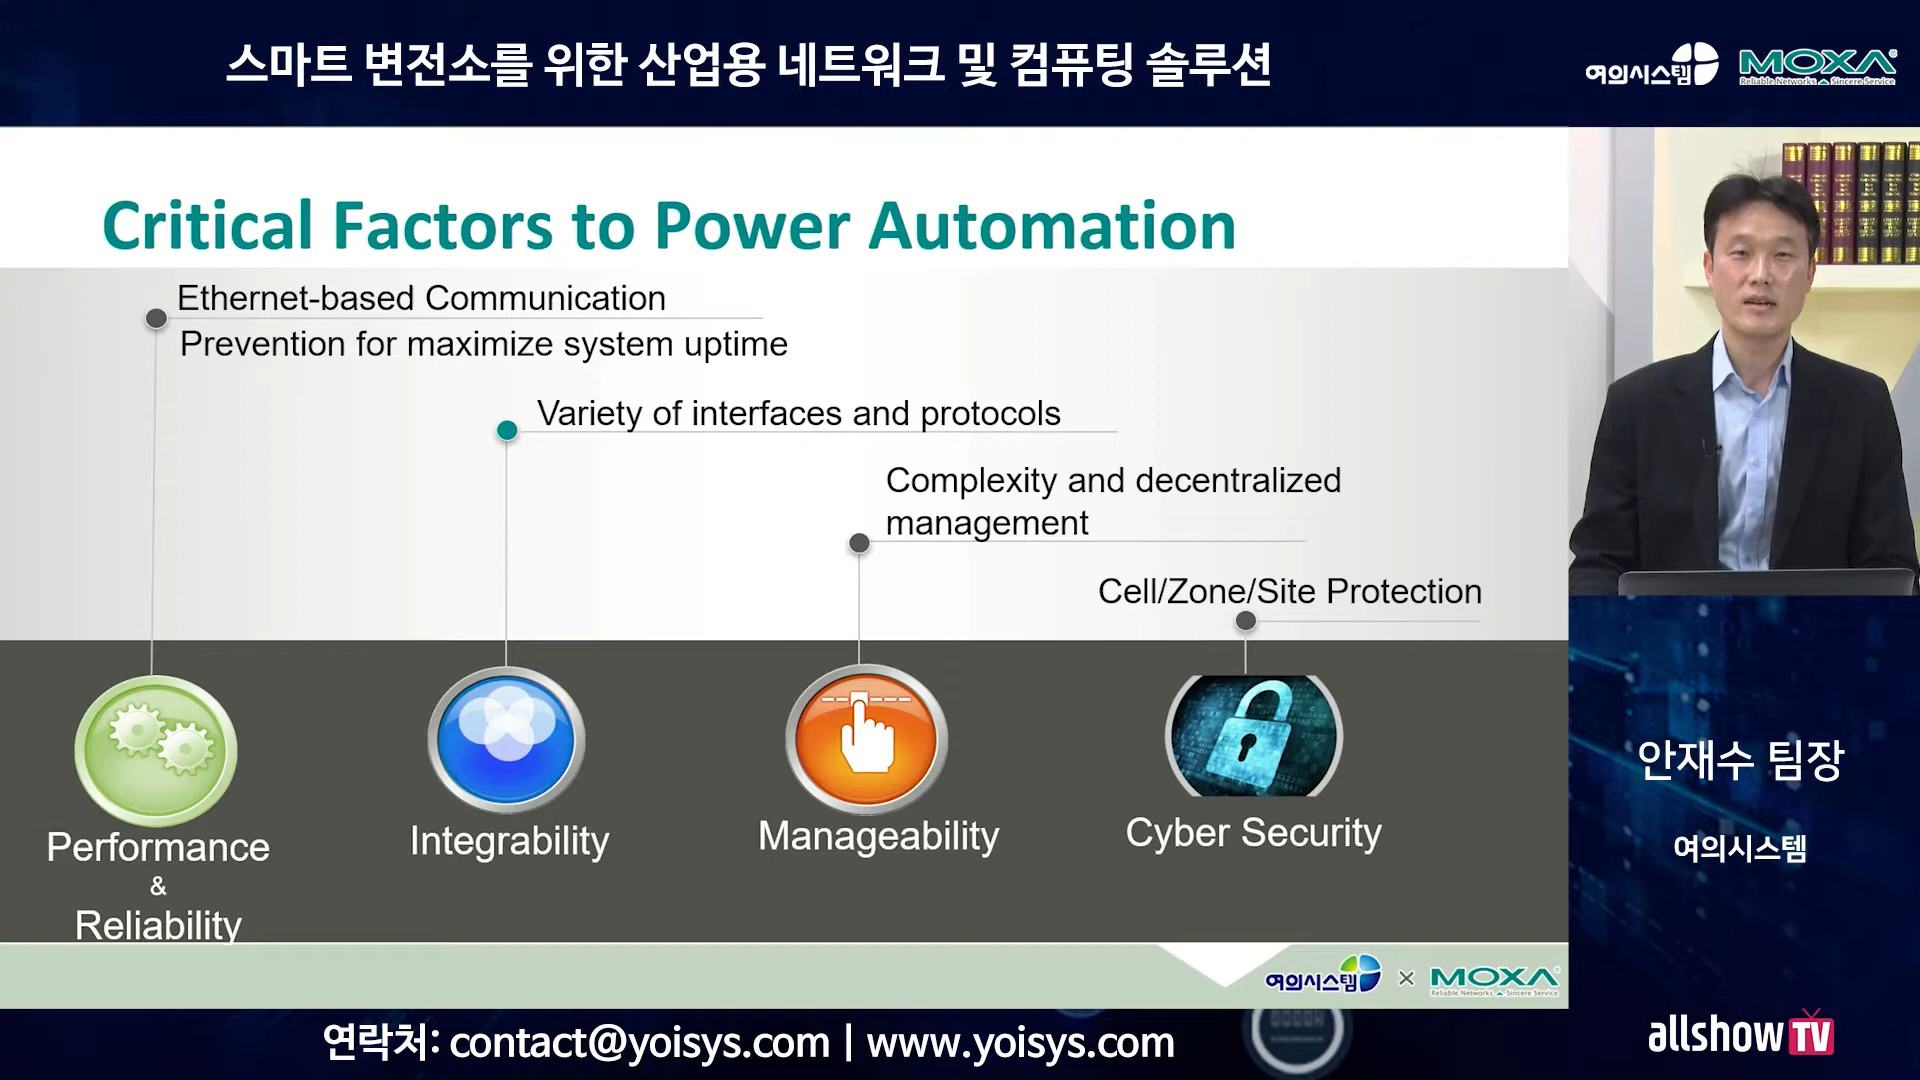 스마트 변전소를 위한 산업용 네트워크 및 컴퓨팅 솔루션
여의시스템 MOXA
Reliable Networks Sincere Service
Critical Factors to Power Automation
Ethernet-based Communication
Prevention for maximize system uptime
Variety of interfaces and protocols
Complexity and decentralized
management
Cell/Zone/Site Protection
Performance
&
Reliability
Integrability
Manageability
Cyber Security
안재수 팀장
여의시스템
여의시스템 × MOXA
Reliable Networks Sincere Service
연락처: contact@yoisys.com | www.yoisys.com
allshowTV